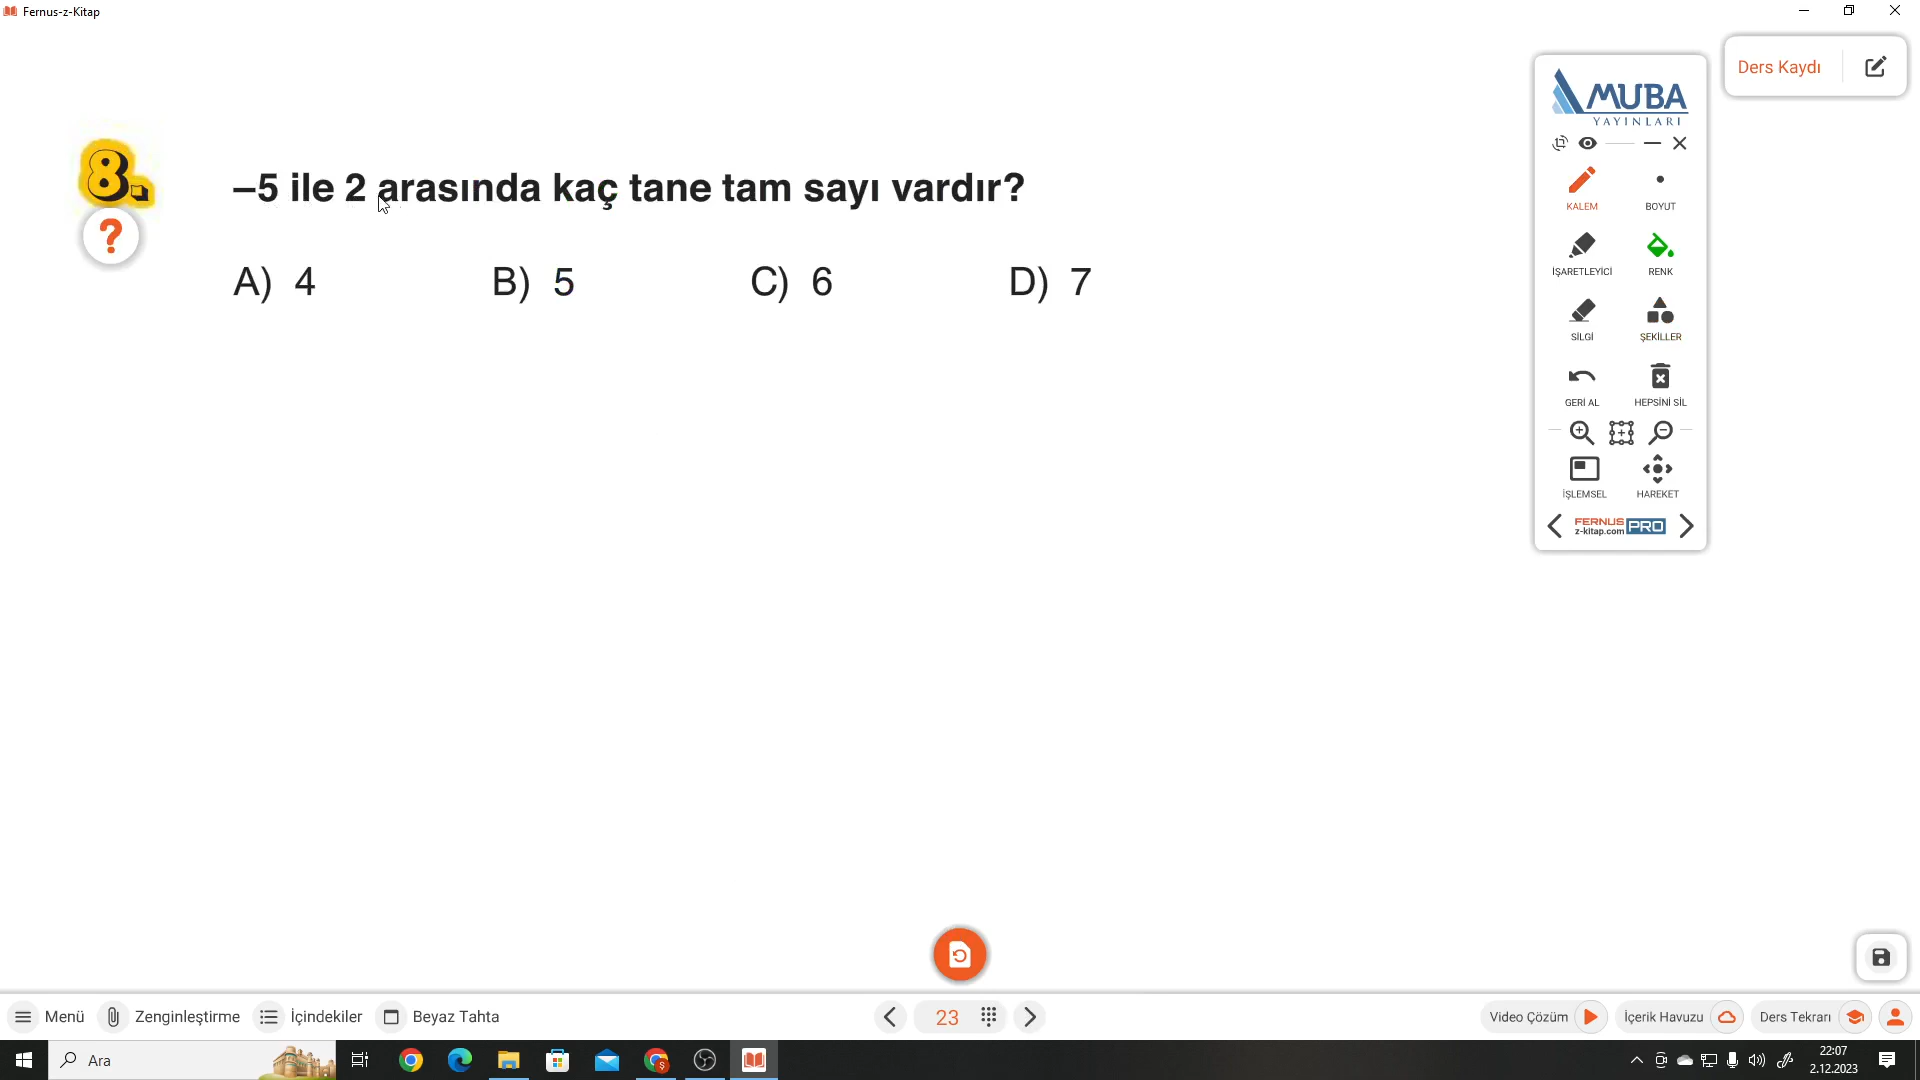 Fernus-z-Kitap
Ders Kaydı
MUBA
YAYINLARI
8.
?
–5 ile 2 arasında kaç tane tam sayı vardır?
A) 4 B) 5 C) 6 D) 7
KALEM BOYUT
İŞARETLEYİCİ RENK
SİLGİ ŞEKİLLER
GERİ AL HEPSİNİ SİL
İŞLEMSEL HAREKET
FERNUS
z-kitap.com PRO
Menü Zenginleştirme İçindekiler Beyaz Tahta 23 Video Çözüm İçerik Havuzu Ders Tekrarı
Ara
22:07
2.12.2023